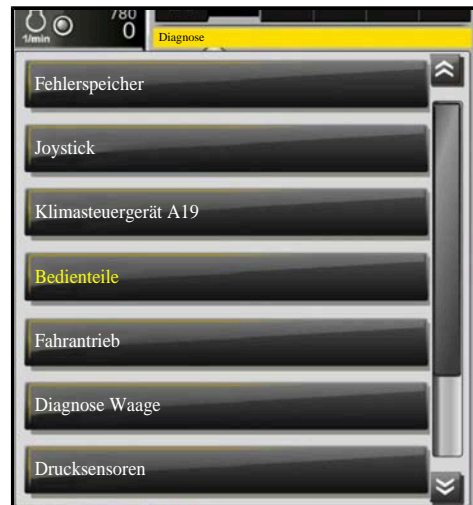 780
1/min 0
Diagnose
Fehlerspeicher
Joystick
Klimasteuergerät A19
Bedienteile
Fahrantrieb
Diagnose Waage
Drucksensoren